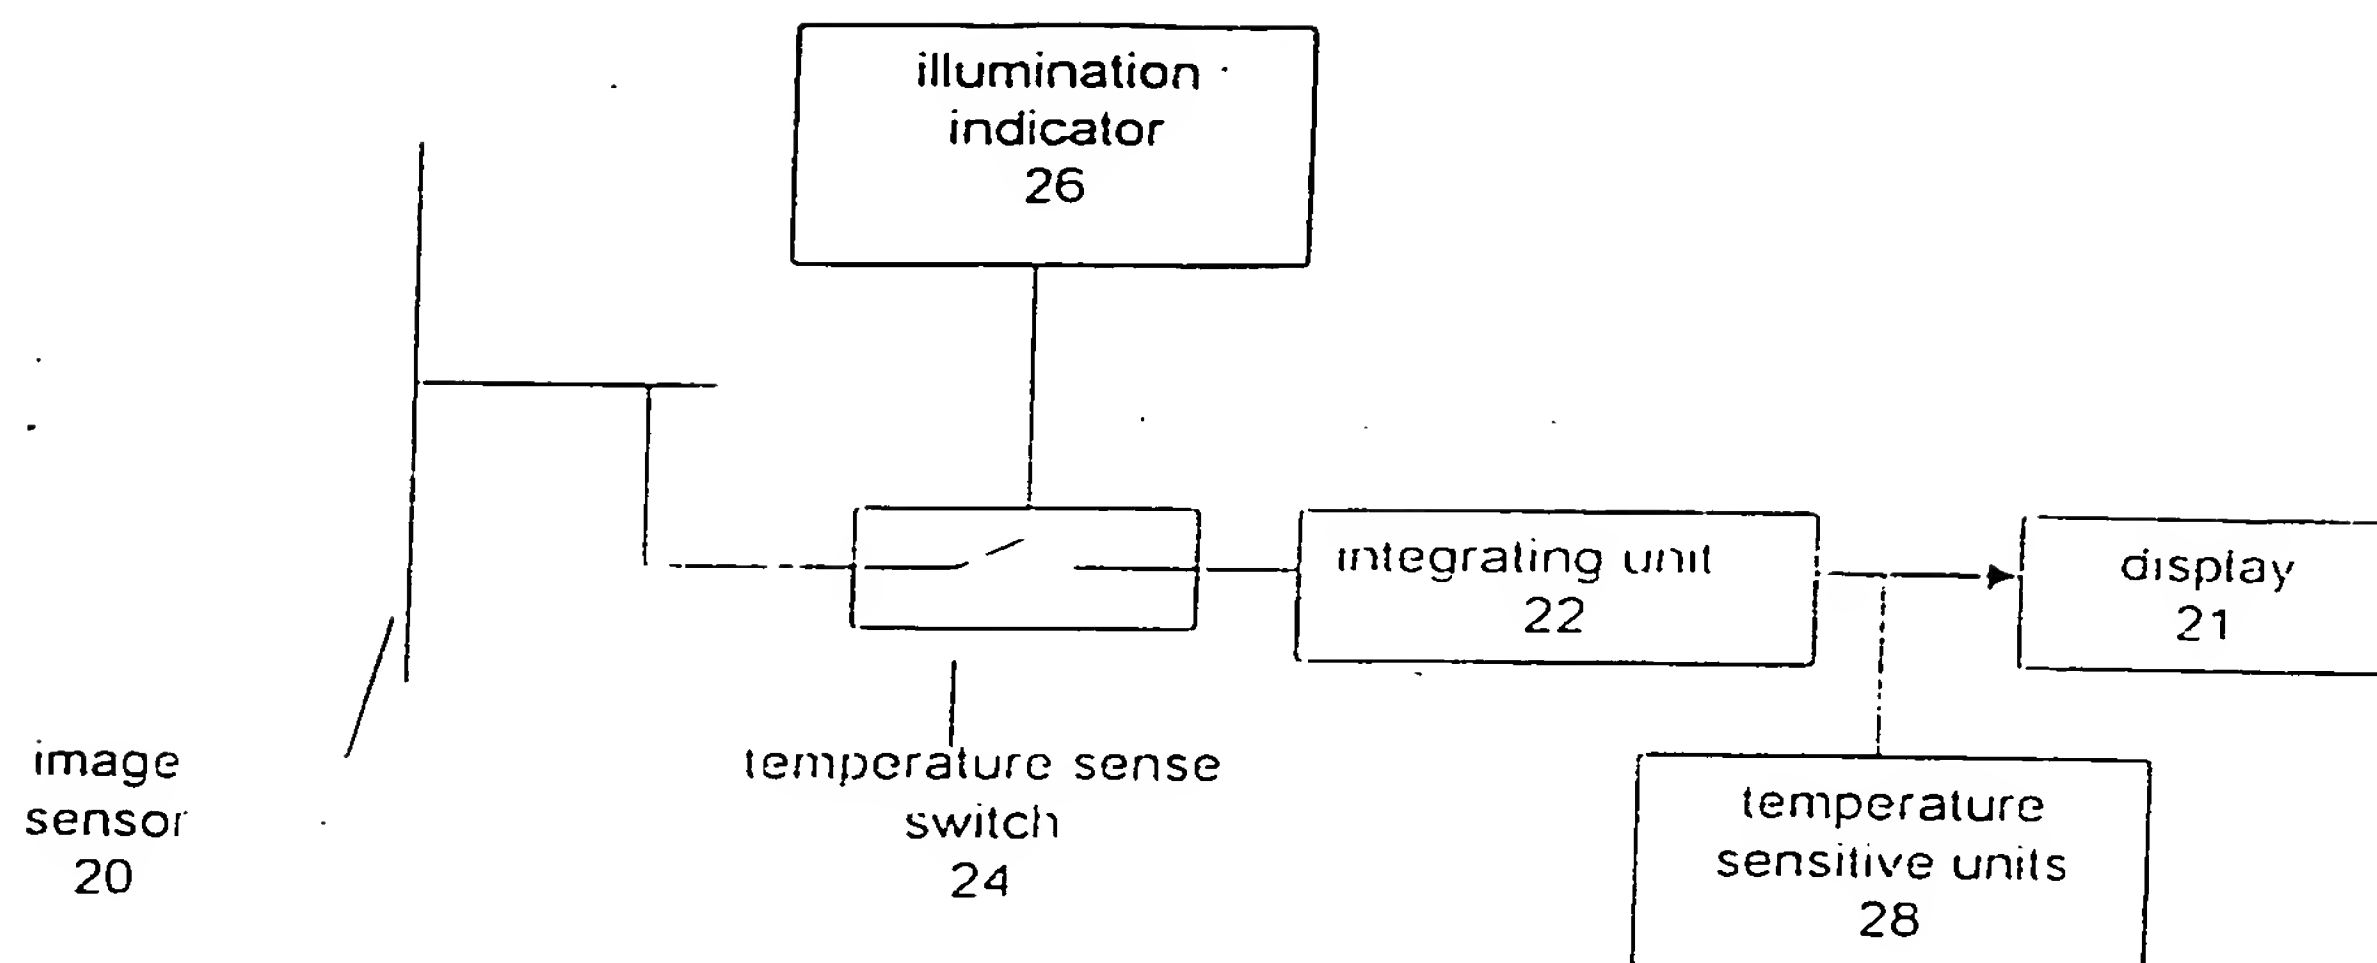 illumination
indicator
26
integrating unit
22
display
21
image
sensor
20
temperature sense
switch
24
temperature
sensitive units
28